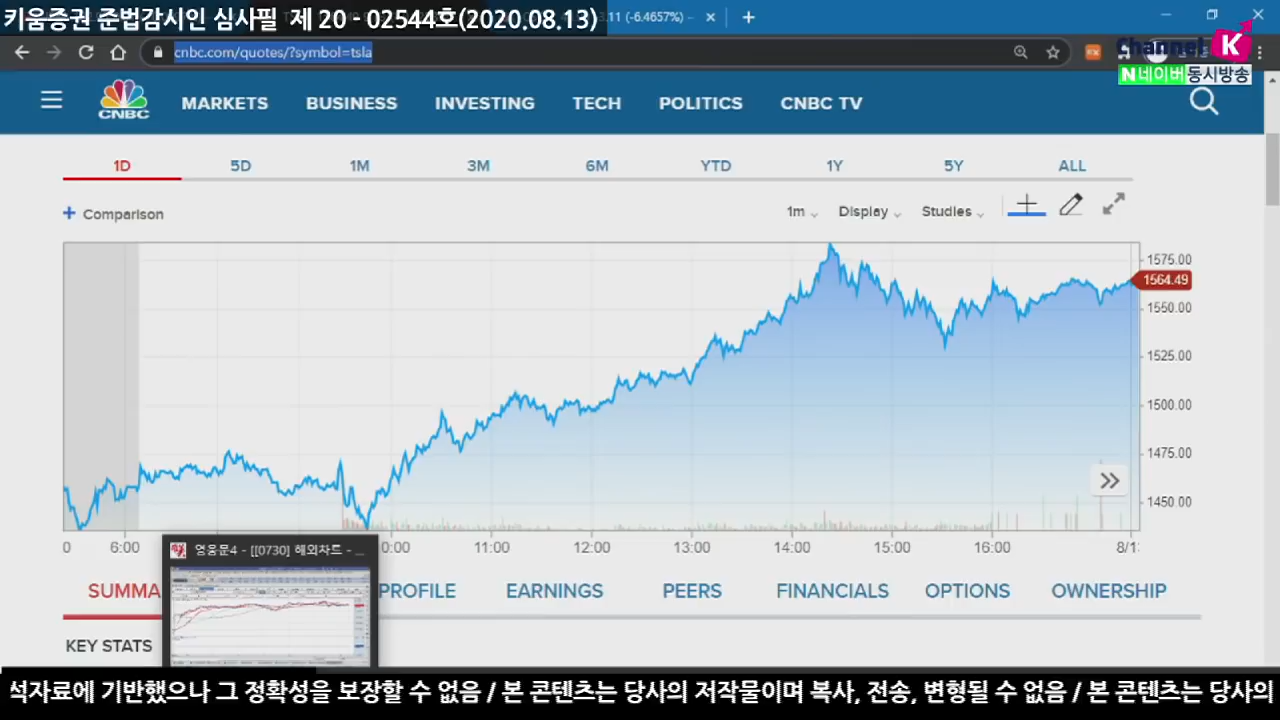 키움증권 준법감시인 심사필 제 20 - 02544호(2020.08.13)
3.11 (-6.4657%) -
cnbc.com/quotes/?symbol=tsla
Channel K
N 네이버 동시방송
CNBC
MARKETS BUSINESS INVESTING TECH POLITICS CNBC TV
1D 5D 1M 3M 6M YTD 1Y 5Y ALL
+ Comparison
1m Display Studies
1575.00
1564.49
1550.00
1525.00
1500.00
1475.00
1450.00
0 6:00 0:00 11:00 12:00 13:00 14:00 15:00 16:00 8/1
영웅문4 - [[0730] 해외차트 - ...
SUMMA PROFILE EARNINGS PEERS FINANCIALS OPTIONS OWNERSHIP
KEY STATS
석자료에 기반했으나 그 정확성을 보장할 수 없음 / 본 콘텐츠는 당사의 저작물이며 복사, 전송, 변형될 수 없음 / 본 콘텐츠는 당사의